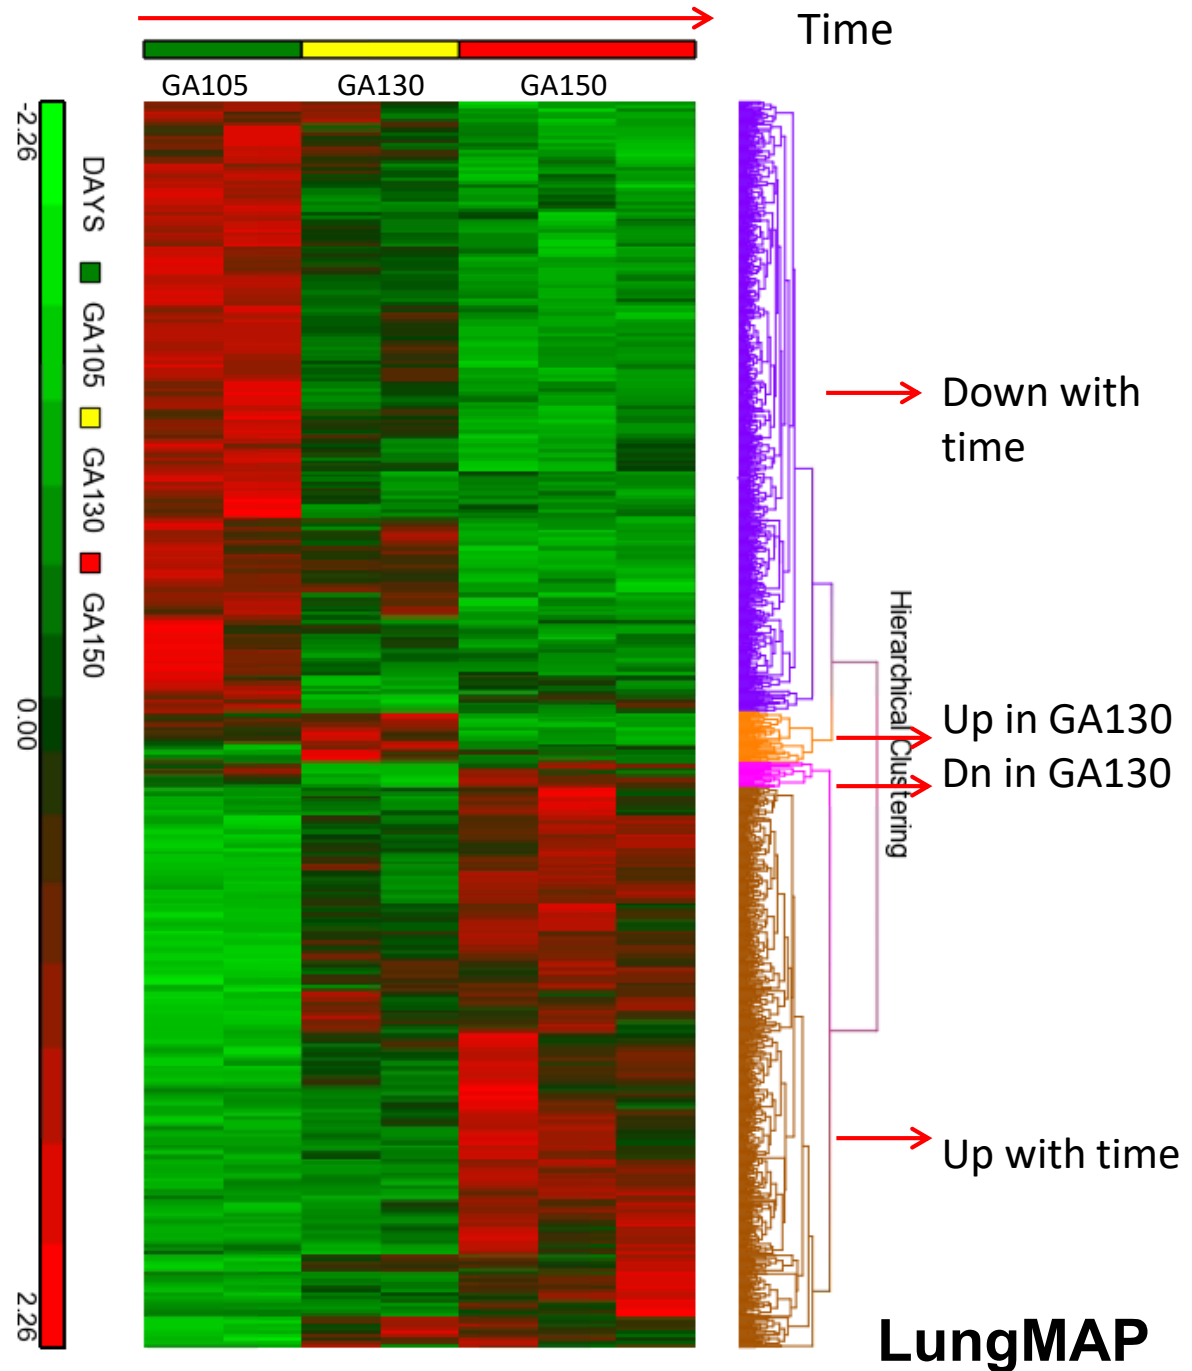 Time
GA105 GA130 GA150
-2.26 0.00 2.26
DAYS GA105 GA130 GA150
Hierarchical Clustering
Down with
time
Up in GA130
Dn in GA130
Up with time
LungMAP